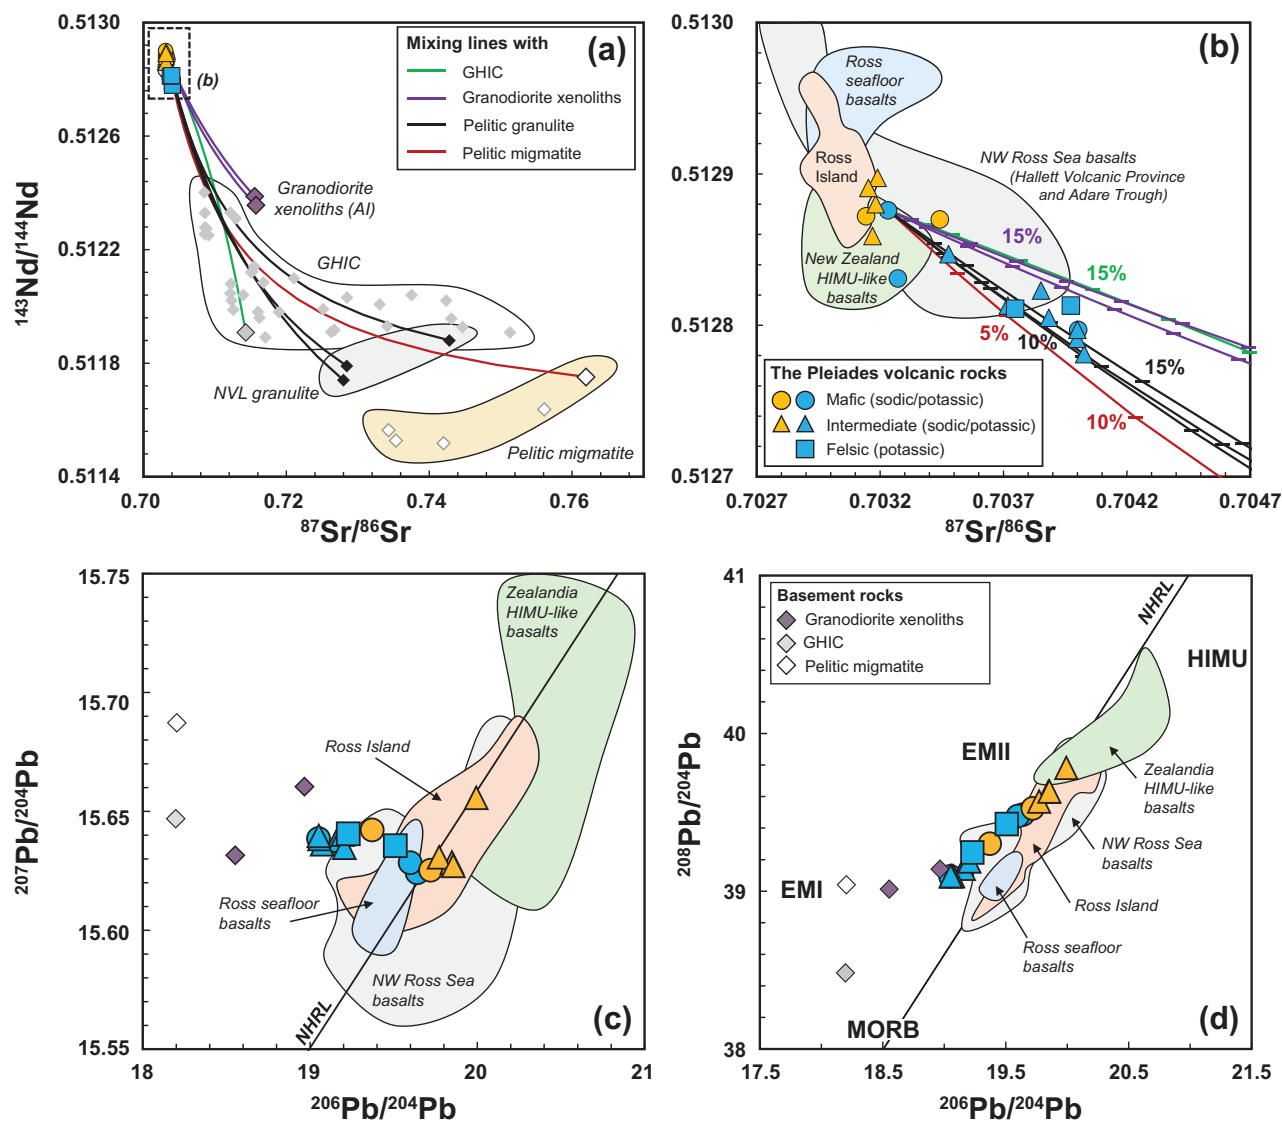 0.5130
0.5126
0.5122
0.5118
0.5114
0.70
0.72
0.74
0.76
143Nd/144Nd
87Sr/86Sr
(a)
(b)
Mixing lines with
GHIC
Granodiorite xenoliths
Pelitic granulite
Pelitic migmatite
Granodiorite
xenoliths (AI)
GHIC
NVL granulite
Pelitic migmatite
0.5130
0.5129
0.5128
0.5127
0.7027
0.7032
0.7037
0.7042
0.7047
87Sr/86Sr
(b)
Ross
seafloor
basalts
Ross
Island
NW Ross Sea basalts
(Hallett Volcanic Province
and Adare Trough)
New Zealand
HIMU-like
basalts
15%
15%
5%
10%
15%
10%
The Pleiades volcanic rocks
Mafic (sodic/potassic)
Intermediate (sodic/potassic)
Felsic (potassic)
15.75
15.70
15.65
15.60
15.55
18
19
20
21
207Pb/204Pb
206Pb/204Pb
(c)
Zealandia
HIMU-like
basalts
Ross Island
Ross seafloor
basalts
NW Ross Sea
basalts
NHRL
41
40
39
38
17.5
18.5
19.5
20.5
21.5
208Pb/204Pb
206Pb/204Pb
(d)
Basement rocks
Granodiorite xenoliths
GHIC
Pelitic migmatite
NHRL
HIMU
EMII
EMI
MORB
Zealandia
HIMU-like
basalts
NW Ross Sea
basalts
Ross Island
Ross seafloor
basalts